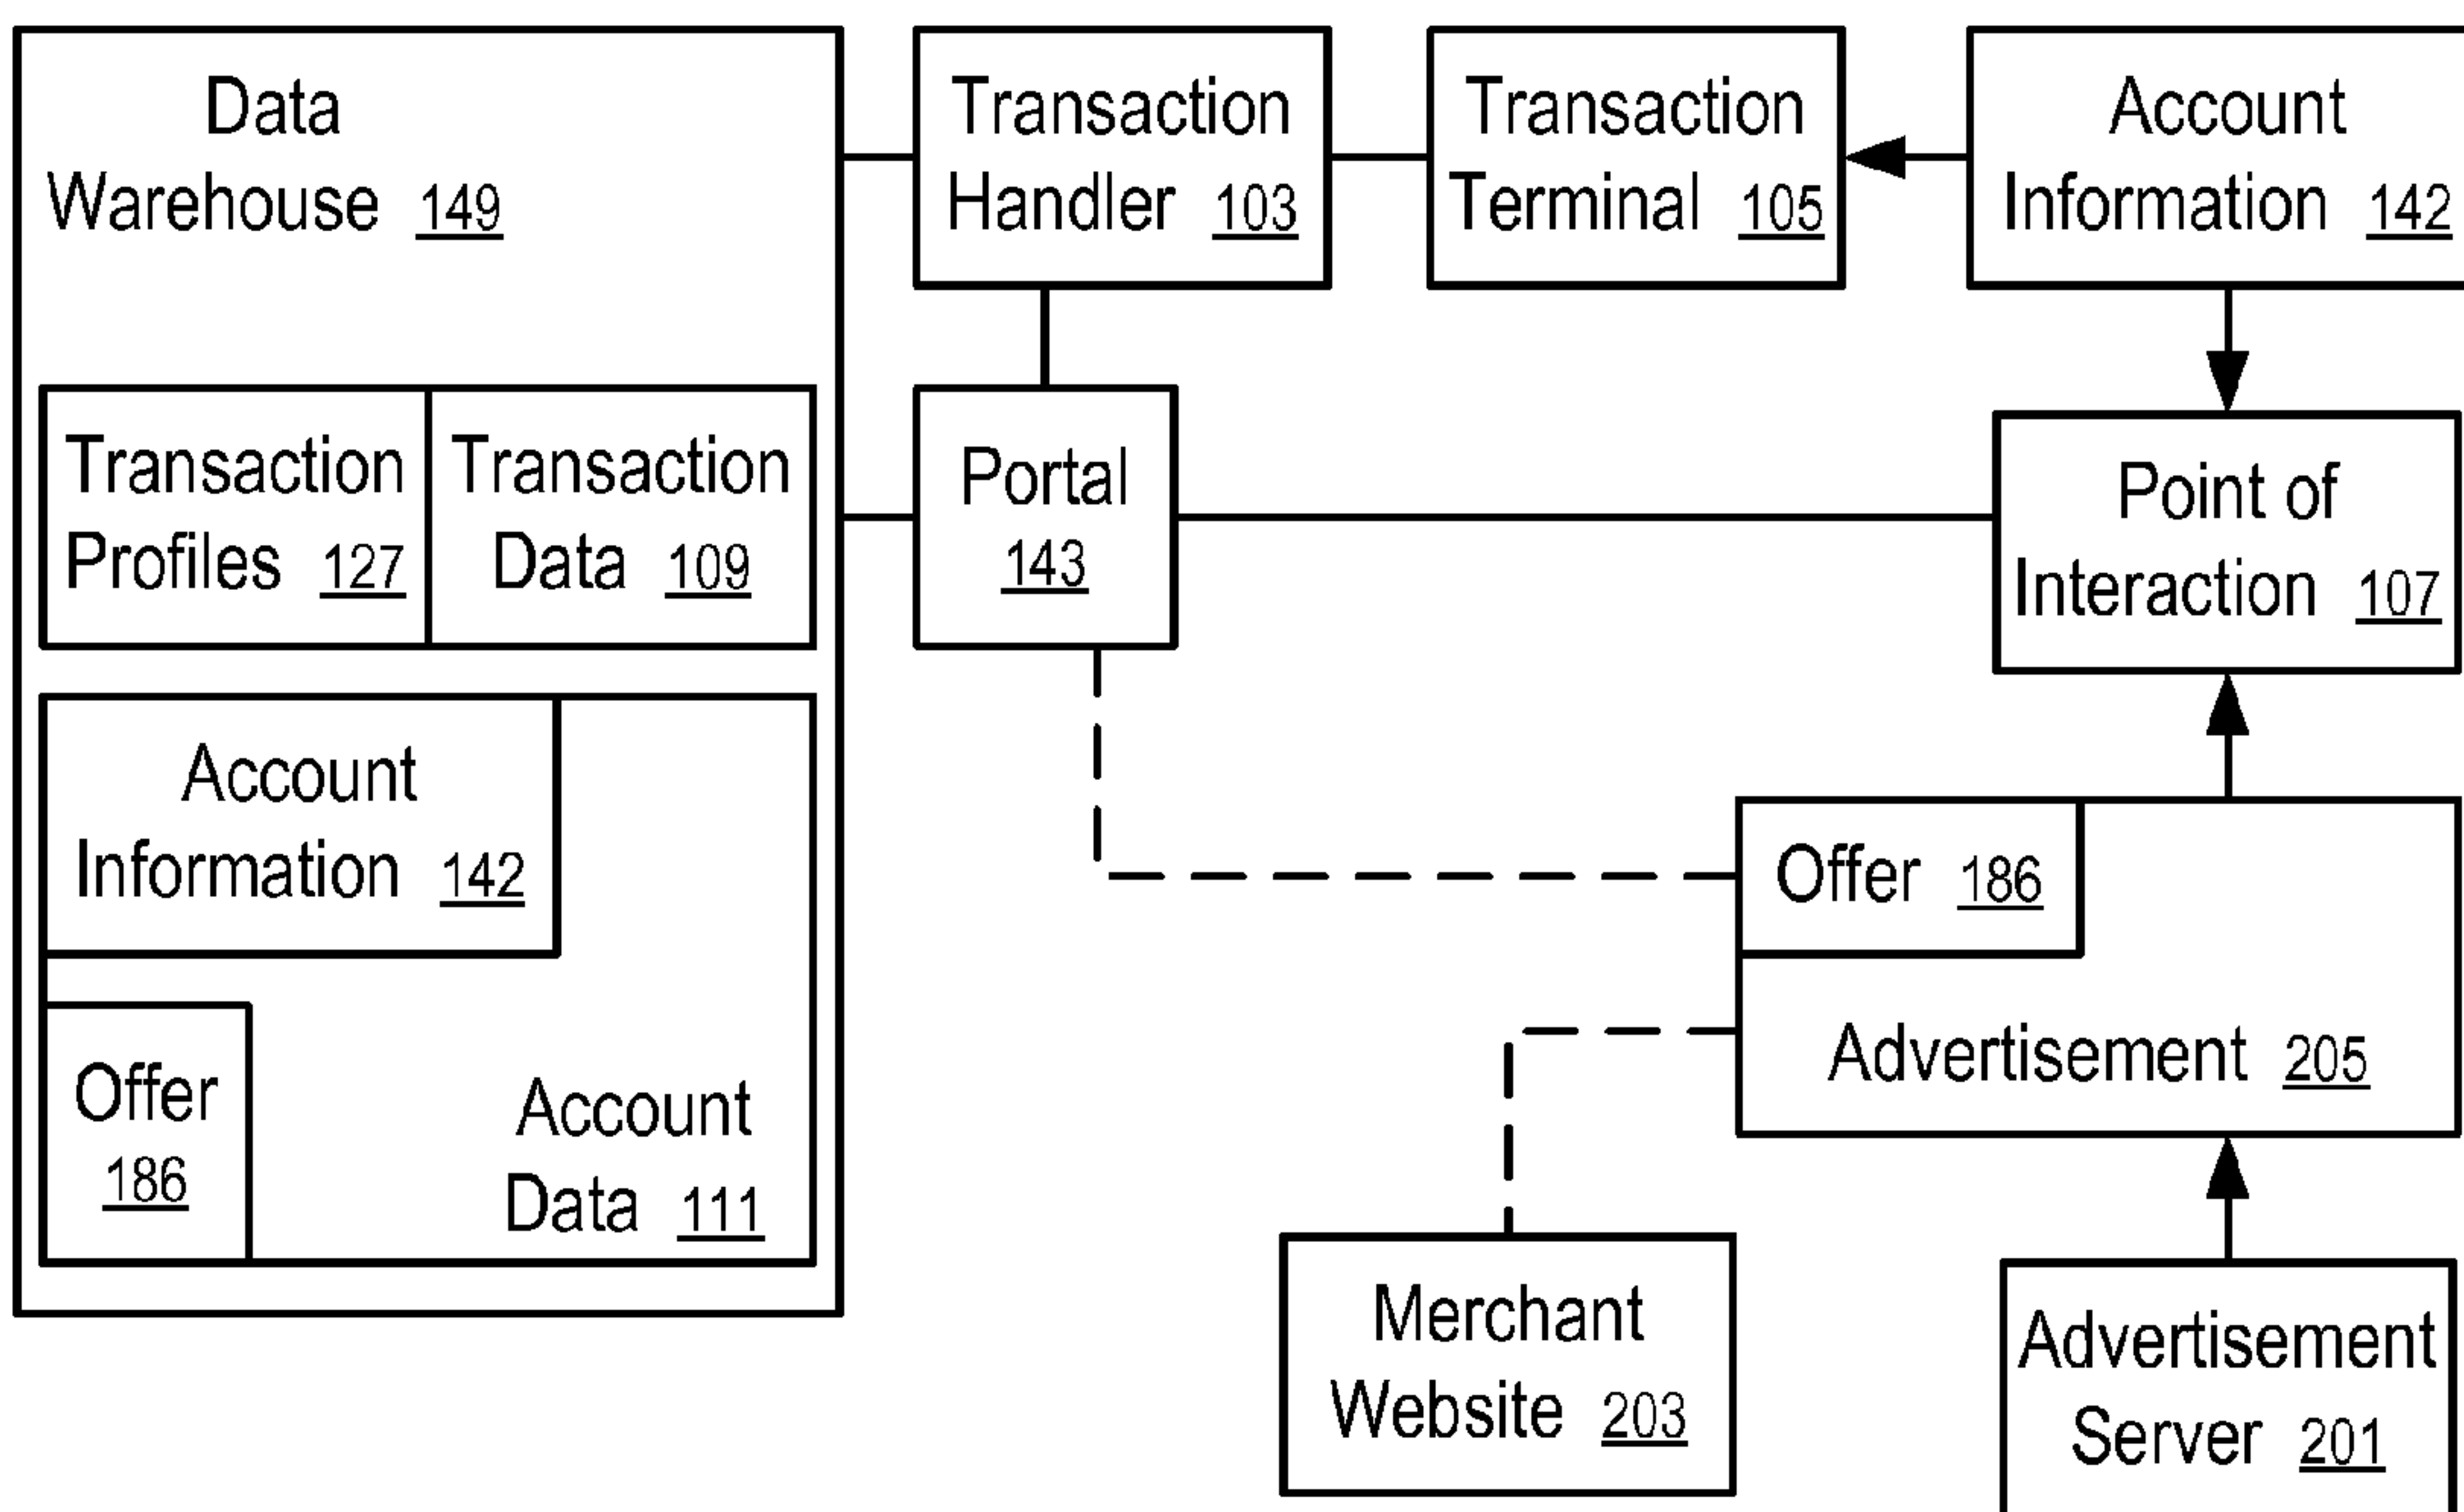 Data
Warehouse 149
Transaction
Handler 103
Transaction
Terminal 105
Account
Information 142
Transaction
Profiles 127
Transaction
Data 109
Portal
143
Point of
Interaction 107
Account
Information 142
Offer 186
Advertisement 205
Offer
186
Account
Data 111
Merchant
Website 203
Advertisement
Server 201